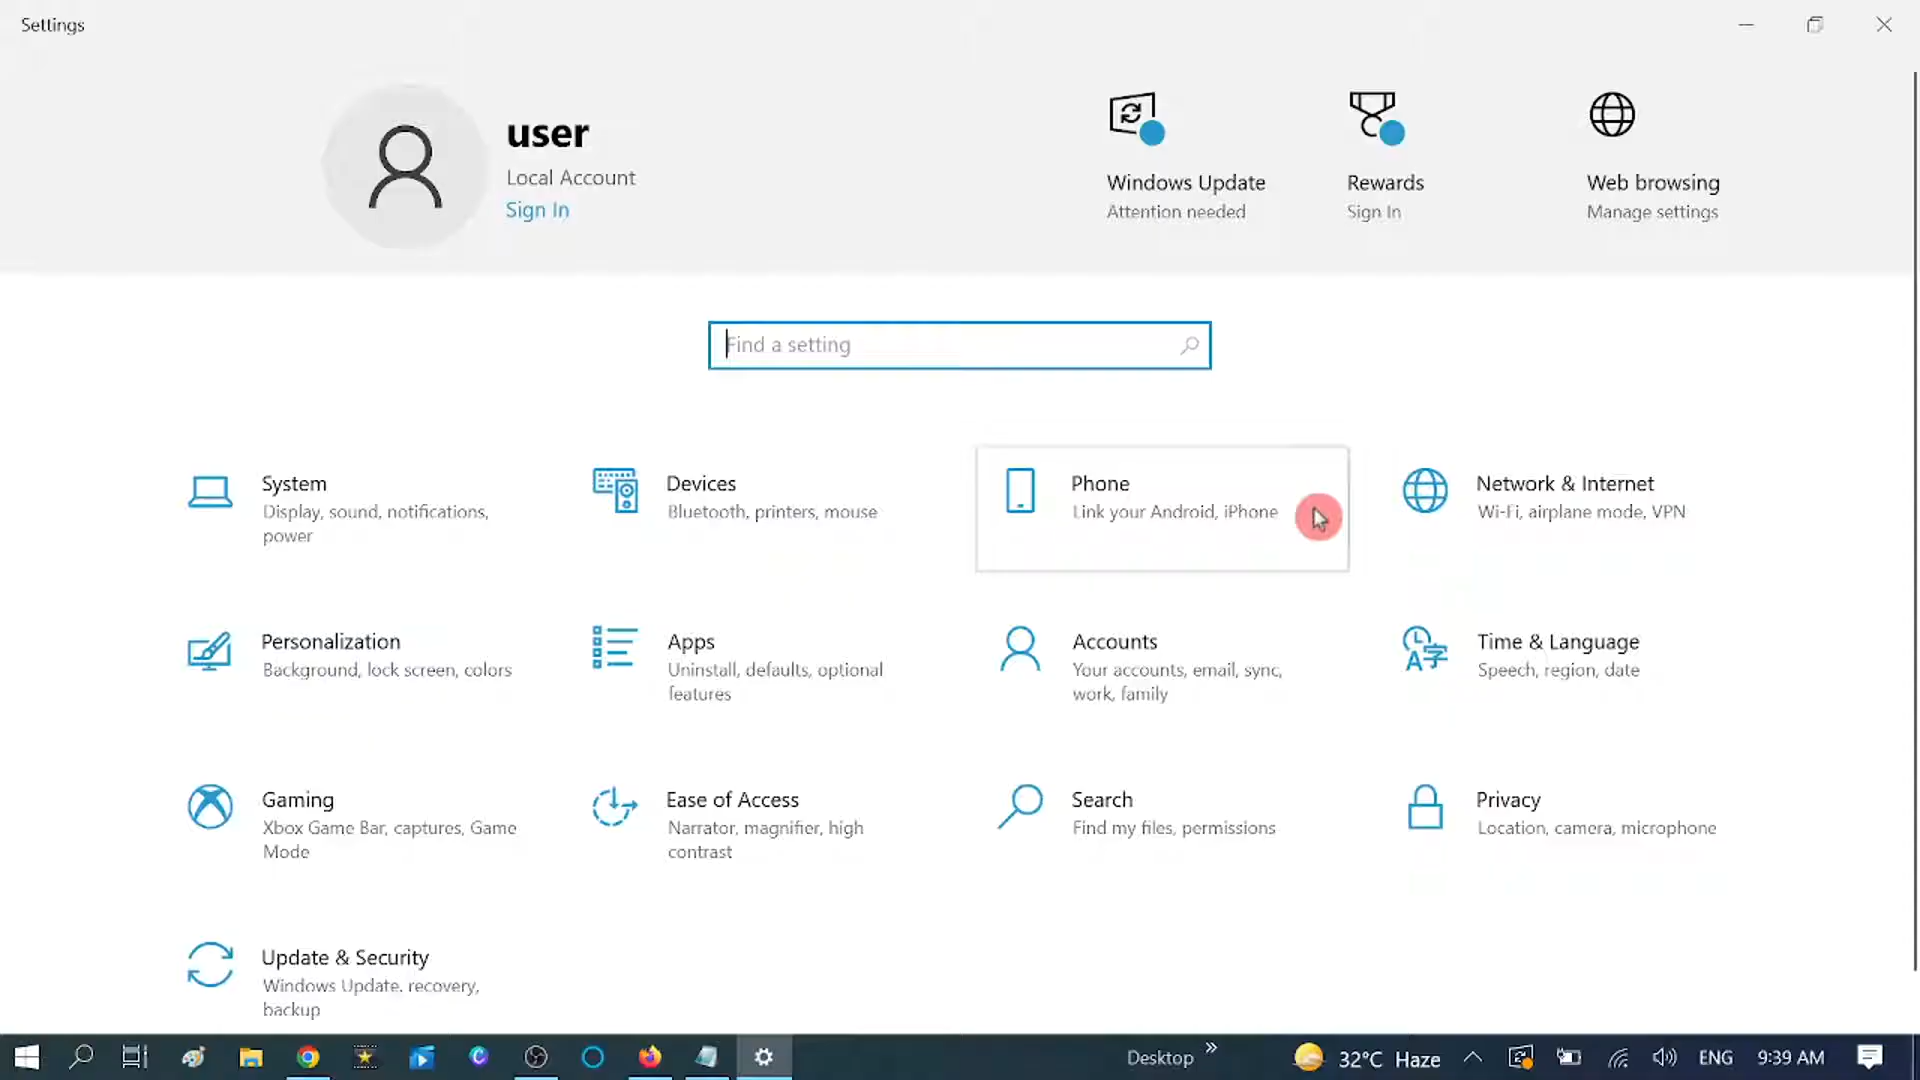 Settings
user
Local Account
Sign In
Windows Update
Attention needed
Rewards
Sign In
Web browsing
Manage settings
Find a setting
System
Display, sound, notifications,
power
Devices
Bluetooth, printers, mouse
Phone
Link your Android, iPhone
Network & Internet
Wi-Fi, airplane mode, VPN
Personalization
Background, lock screen, colors
Apps
Uninstall, defaults, optional
features
Accounts
Your accounts, email, sync,
work, family
Time & Language
Speech, region, date
Gaming
Xbox Game Bar, captures, Game
Mode
Ease of Access
Narrator, magnifier, high
contrast
Search
Find my files, permissions
Privacy
Location, camera, microphone
Update & Security
Windows Update, recovery,
backup
Desktop
32°C Haze
ENG
9:39 AM